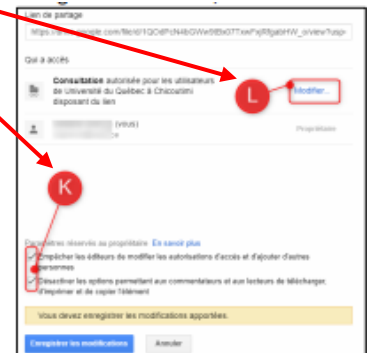 Lien de partage
Qui a accès
Consultation autorisée pour les utilisateurs
de Université du Québec à Chicoutimi
disposant du lien
L
Modifier...
(vous)
Propriétaire
K
Paramètres réservés au propriétaire En savoir plus
Empêcher les éditeurs de modifier les autorisations d'accès et d'ajouter d'autres
personnes
Désactiver les options permettant aux commentateurs et aux lecteurs de télécharger,
d'imprimer et de copier l'élément
Vous devez enregistrer les modifications apportées.
Enregistrer les modifications Annuler